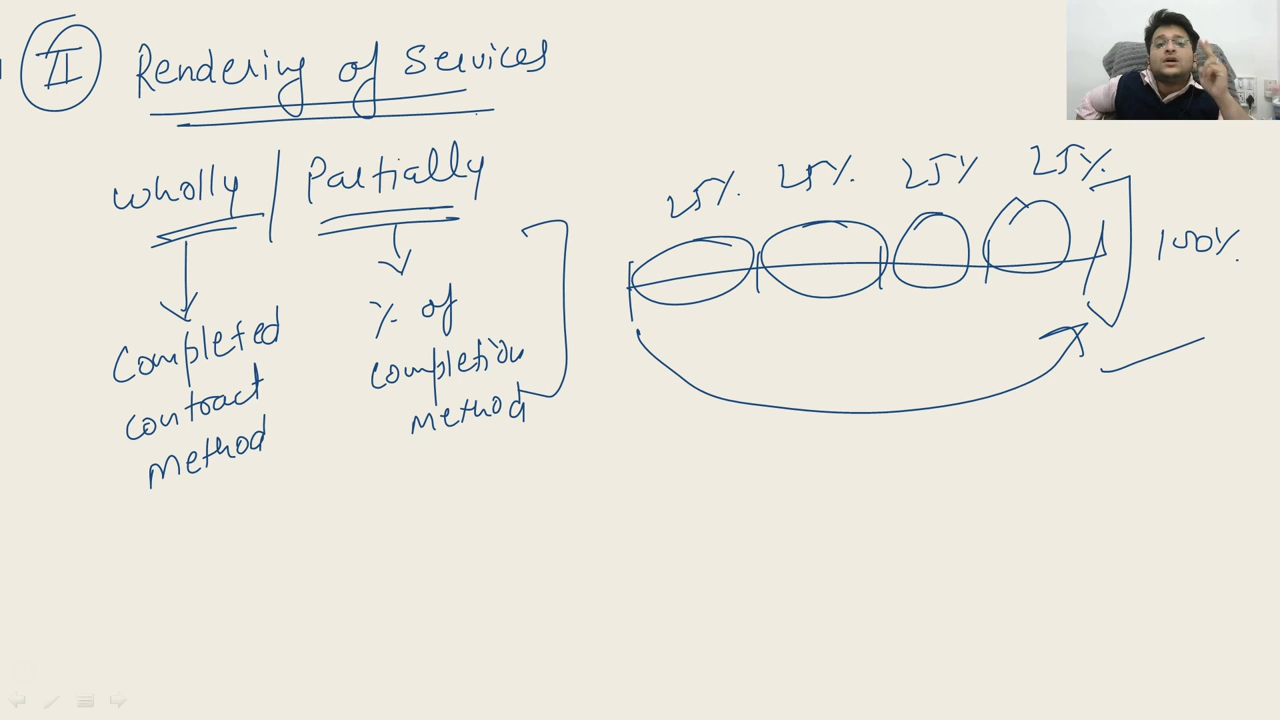 II Rendering of Services
wholly / Partially
Completed
contract
method
% of
completion
method
25% 25% 25% 25%
100%